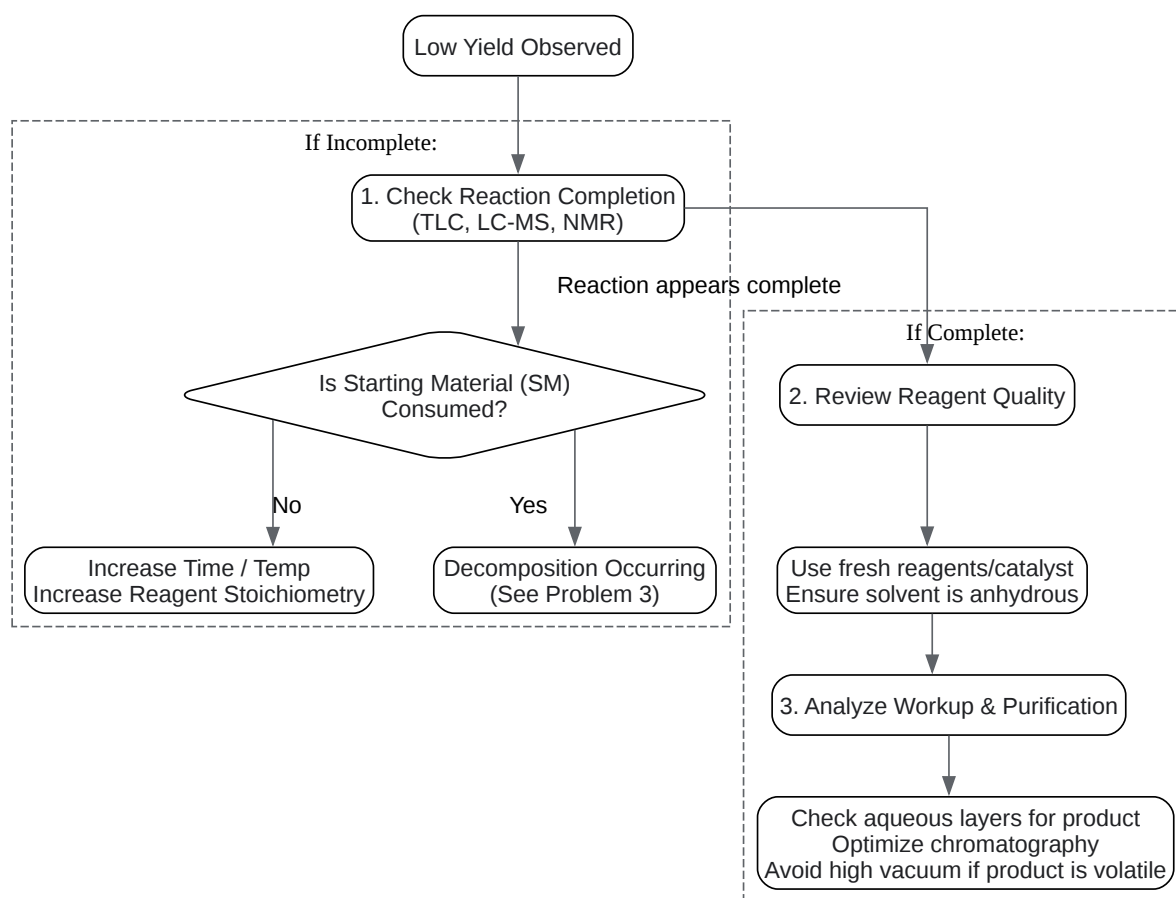 Low Yield Observed
If Incomplete:
1. Check Reaction Completion
(TLC, LC-MS, NMR)
Reaction appears complete
Is Starting Material (SM)
Consumed?
No
Yes
Increase Time / Temp
Increase Reagent Stoichiometry
Decomposition Occurring
(See Problem 3)
If Complete:
2. Review Reagent Quality
Use fresh reagents/catalyst
Ensure solvent is anhydrous
3. Analyze Workup & Purification
Check aqueous layers for product
Optimize chromatography
Avoid high vacuum if product is volatile